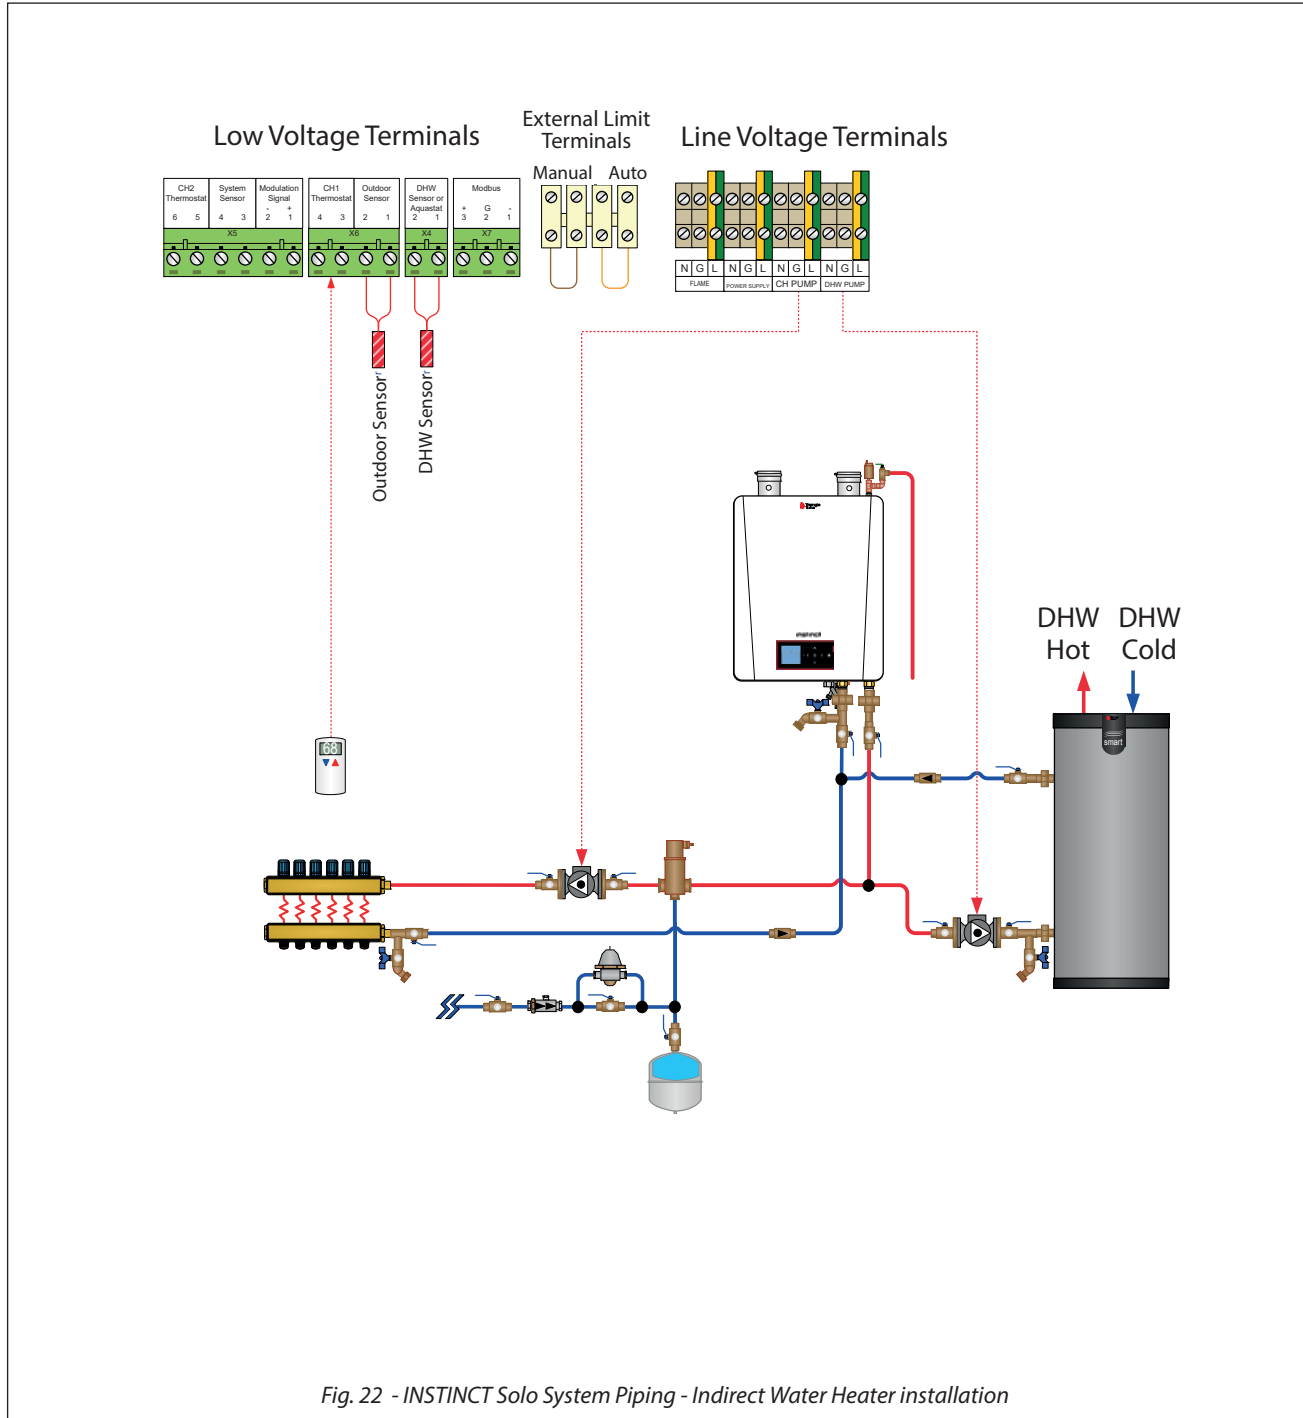 Low Voltage Terminals
External Limit
Terminals
Line Voltage Terminals
Manual
Auto
CH2
Thermostat
6 5
System
Sensor
4 3
Modulation
Signal
- +
2 1
CH1
Thermostat
4 3
Outdoor
Sensor
2 1
DHW
Sensor or
Aquastat
2 1
Modbus
+ G -
3 2 1
X5
X6
X4
X7
N G L N G L N G L N G L
FLAME
POWER SUPPLY
CH PUMP
DHW PUMP
Outdoor Sensor
DHW Sensor
instinct
DHW
Hot
DHW
Cold
smart
68
Fig. 22 - INSTINCT Solo System Piping - Indirect Water Heater installation